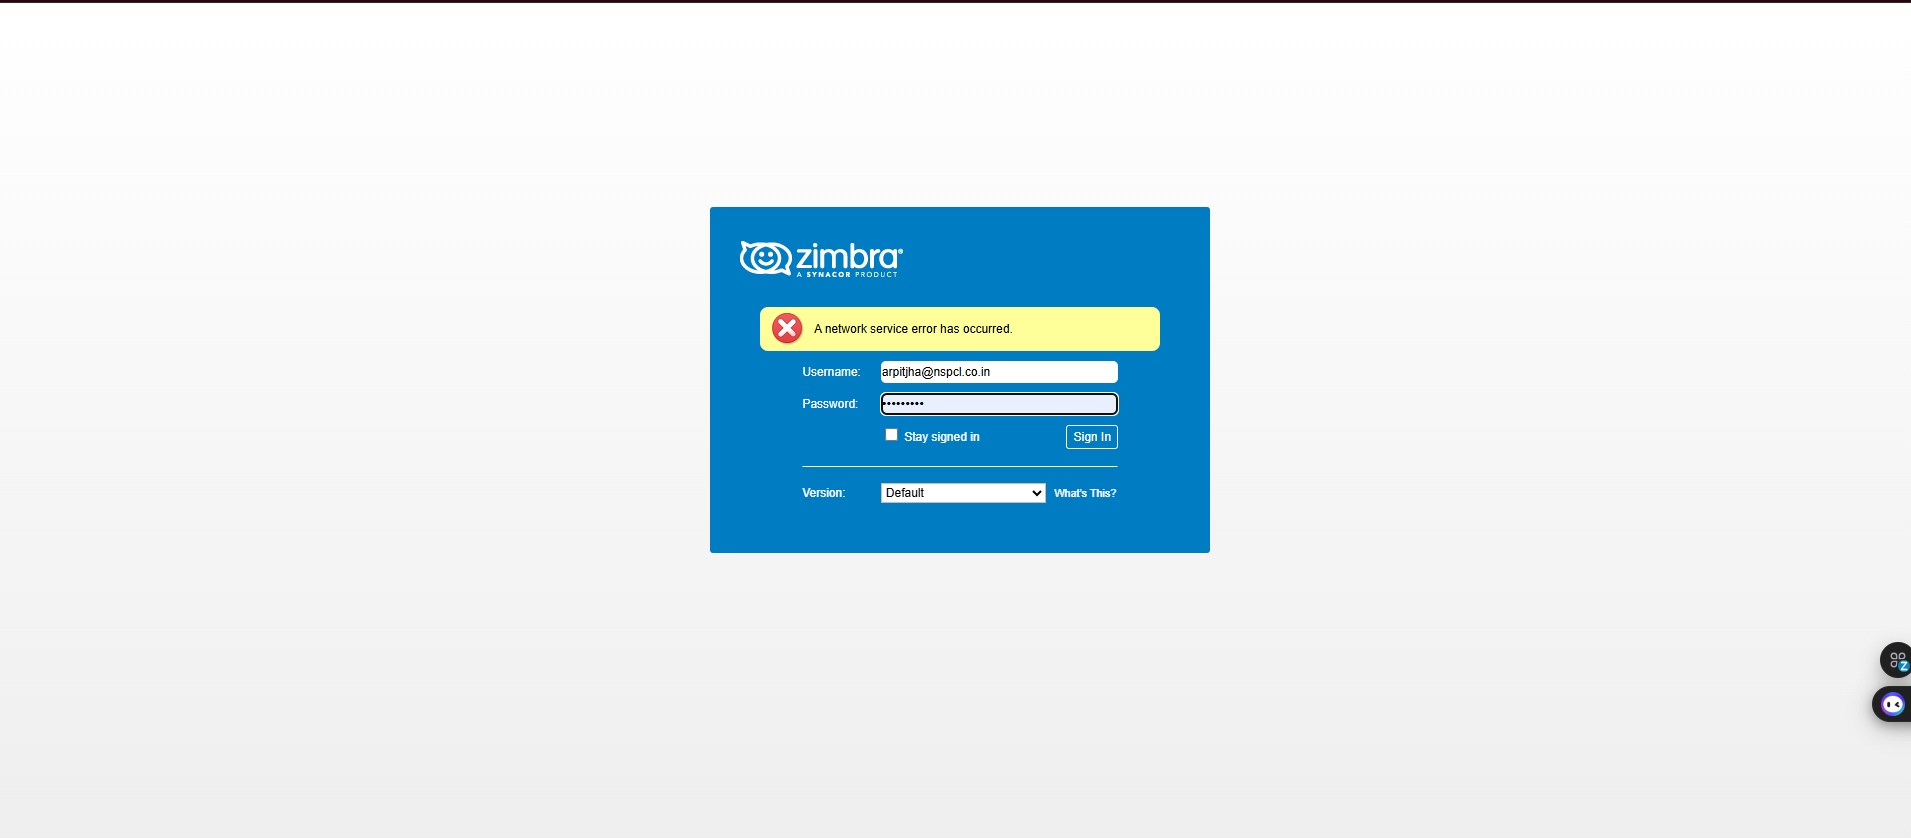 zimbra®
A SYNACOR PRODUCT
A network service error has occurred.
Username: arpitjha@nspcl.co.in
Password: •••••••••
Stay signed in Sign In
Version: Default What's This?
Z